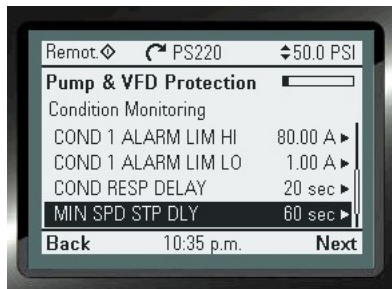 Remot. PS220 50.0 PSI
Pump & VFD Protection
Condition Monitoring
COND 1 ALARM LIM HI 80.00 A
COND 1 ALARM LIM LO 1.00 A
COND RESP DELAY 20 sec
MIN SPD STP DLY 60 sec
Back 10:35 p.m. Next